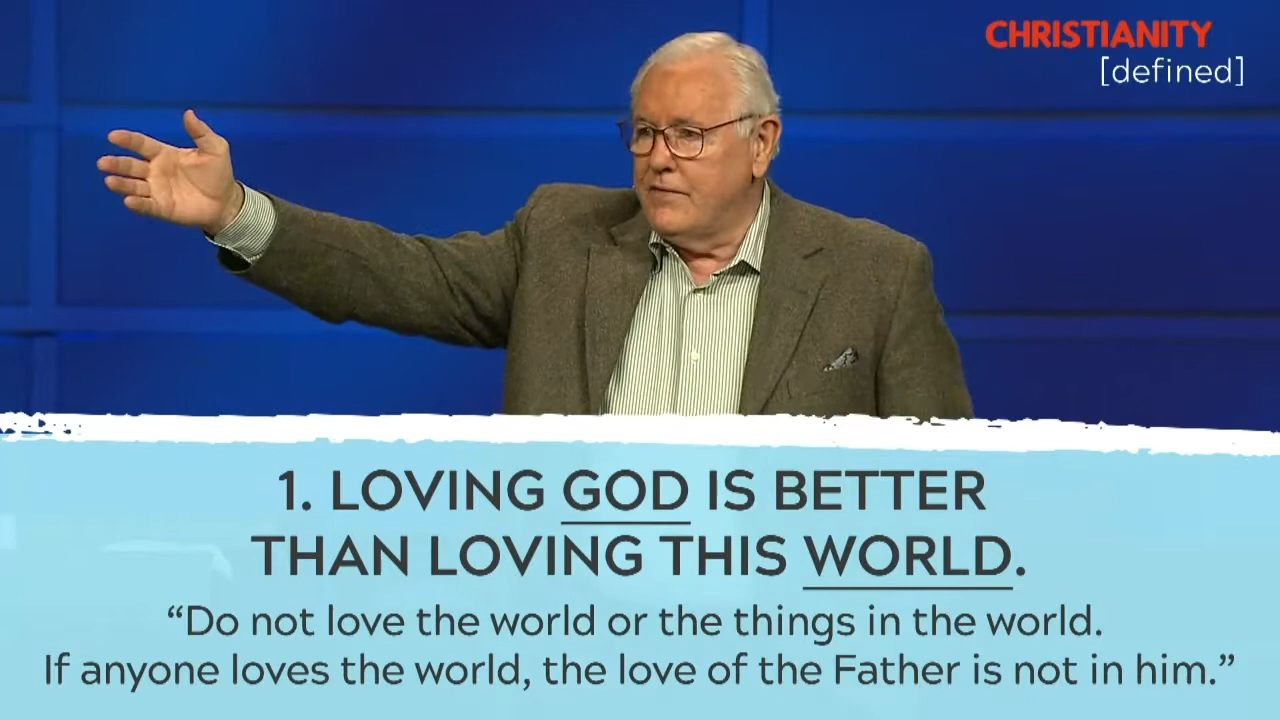 CHRISTIANITY
[defined]
1. LOVING GOD IS BETTER
THAN LOVING THIS WORLD.
“Do not love the world or the things in the world.
If anyone loves the world, the love of the Father is not in him.”